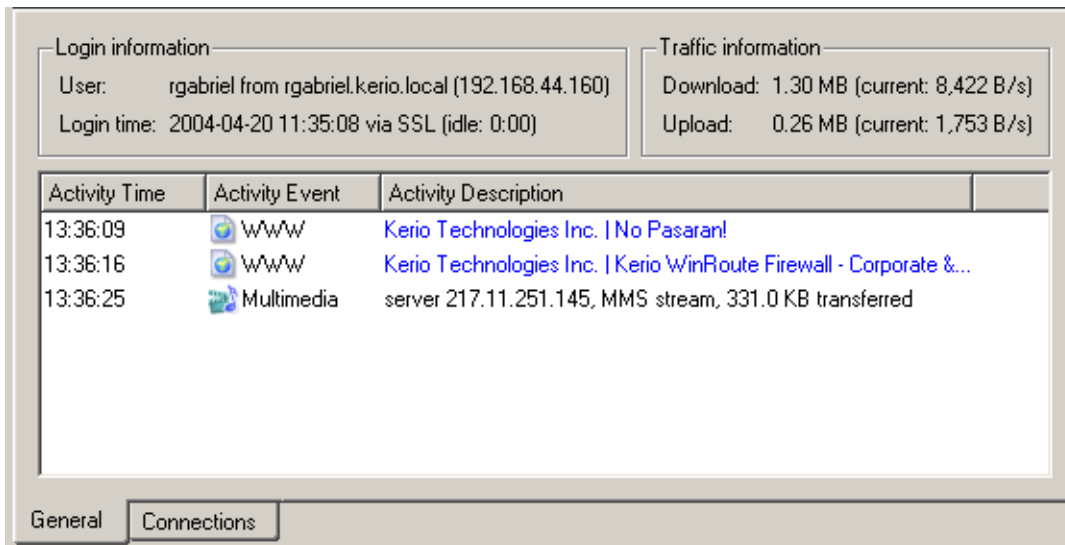 Login information
User: rgabriel from rgabriel.kerio.local (192.168.44.160)
Login time: 2004-04-20 11:35:08 via SSL (idle: 0:00)
Traffic information
Download: 1.30 MB (current: 8,422 B/s)
Upload: 0.26 MB (current: 1,753 B/s)
Activity Time Activity Event Activity Description
13:36:09 WWW Kerio Technologies Inc. | No Pasaran!
13:36:16 WWW Kerio Technologies Inc. | Kerio WinRoute Firewall - Corporate &...
13:36:25 Multimedia server 217.11.251.145, MMS stream, 331.0 KB transferred
General Connections